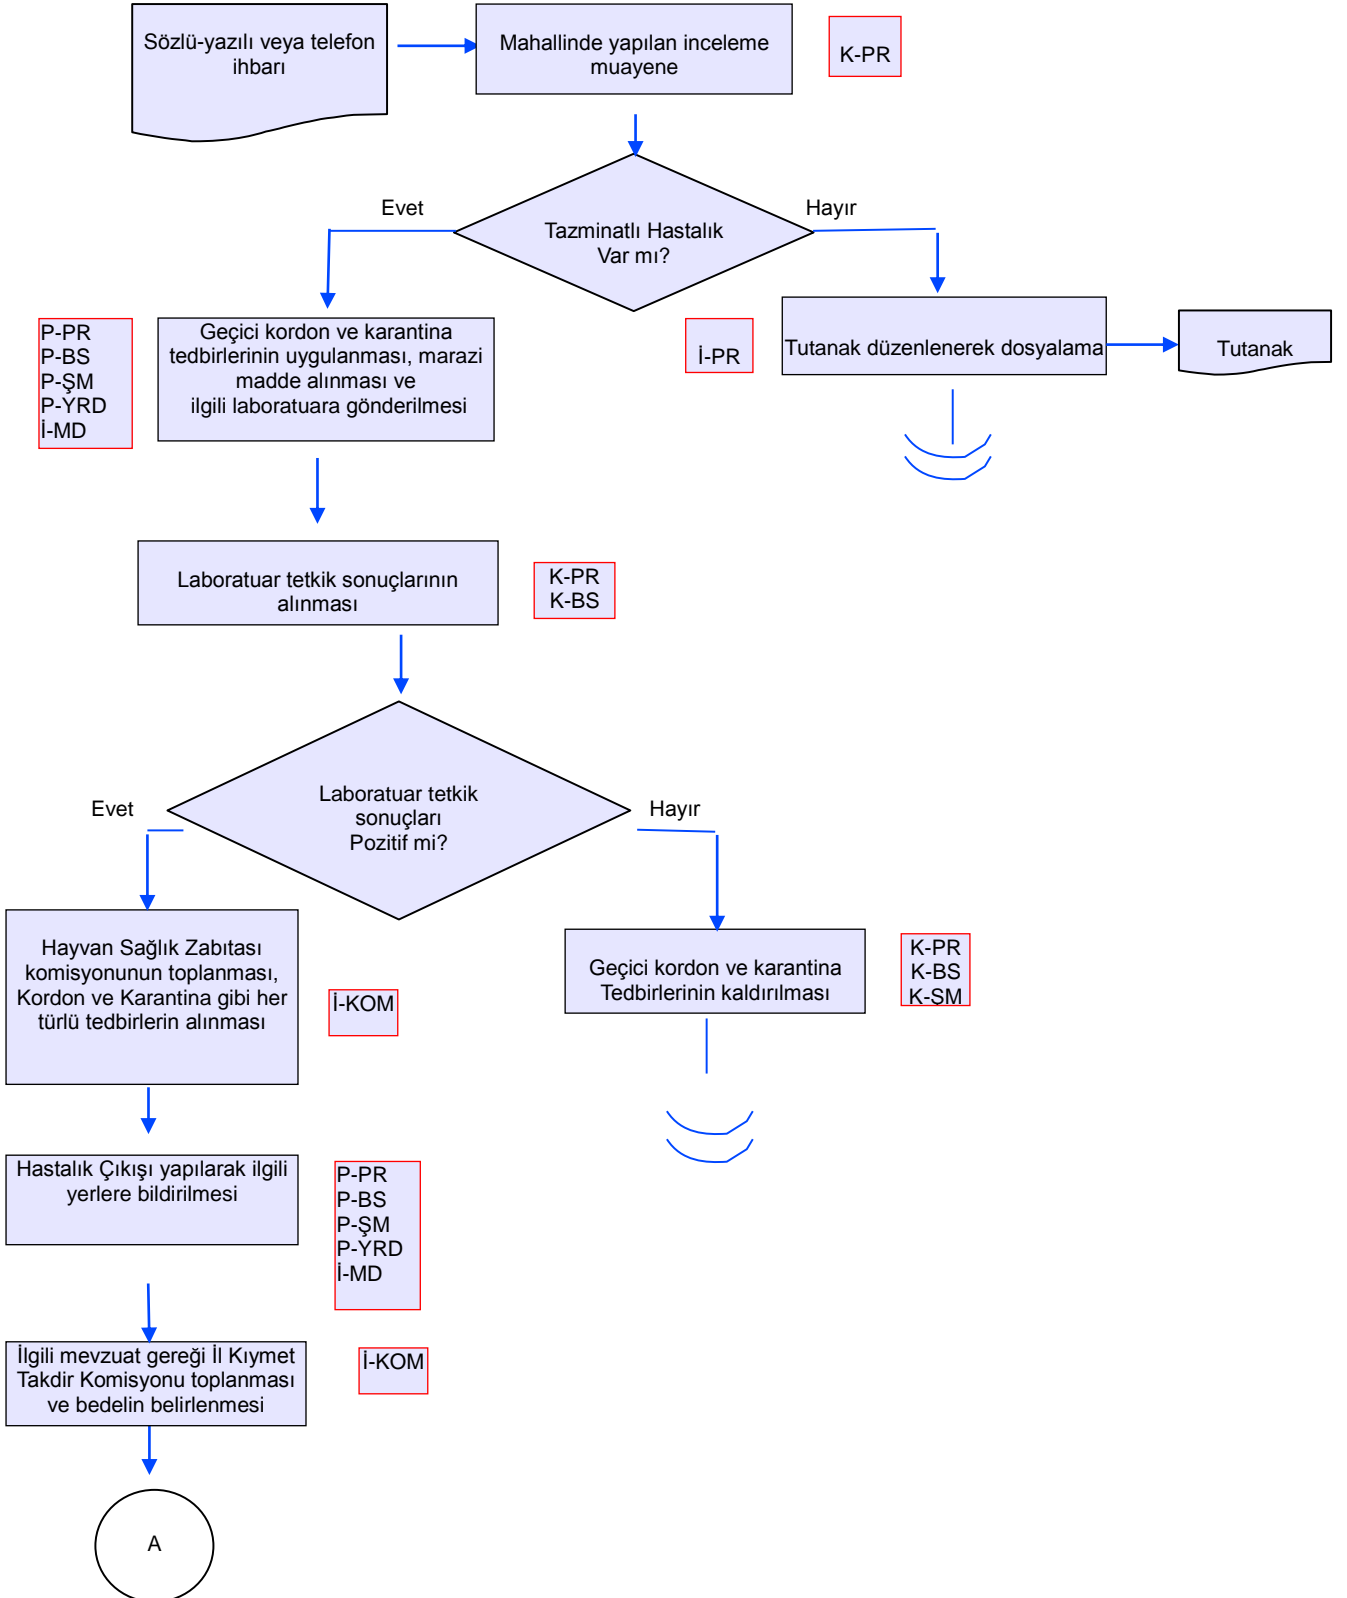 Sözlü-yazılı veya telefon
ihbarı
Mahallinde yapılan inceleme
muayene
K-PR
Evet
Hayır
Tazminatlı Hastalık
Var mı?
P-PR
P-BS
P-ŞM
P-YRD
İ-MD
Geçici kordon ve karantina
tedbirlerinin uygulanması, marazi
madde alınması ve
ilgili laboratuara gönderilmesi
İ-PR
Tutanak düzenlenerek dosyalama
Tutanak
Laboratuar tetkik sonuçlarının
alınması
K-PR
K-BS
Evet
Laboratuar tetkik
sonuçları
Pozitif mi?
Hayır
Hayvan Sağlık Zabıtası
komisyonunun toplanması,
Kordon ve Karantina gibi her
türlü tedbirlerin alınması
İ-KOM
Geçici kordon ve karantina
Tedbirlerinin kaldırılması
K-PR
K-BS
K-ŞM
Hastalık Çıkışı yapılarak ilgili
yerlere bildirilmesi
P-PR
P-BS
P-ŞM
P-YRD
İ-MD
İlgili mevzuat gereği İl Kıymet
Takdir Komisyonu toplanması
ve bedelin belirlenmesi
İ-KOM
A